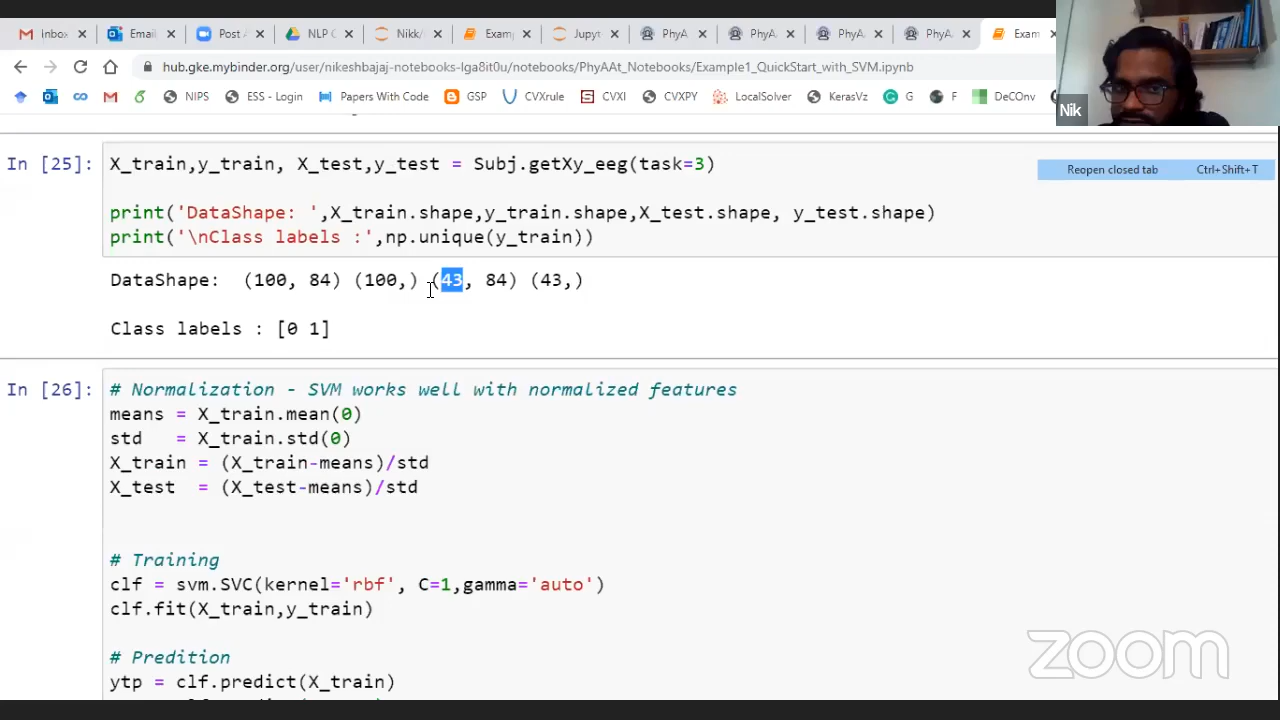 Inbox Email Post A NLP C Nikk/ Examp Jupyt PhyAA PhyA PhyA PhyA Exam
hub.gke.mybinder.org/user/nikeshbajaj-notebooks-lga8it0u/notebooks/PhyAAt_Notebooks/Example1_QuickStart_with_SVM.ipynb
NIPS ESS - Login Papers With Code GSP CVXrule CVXI CVXPY LocalSolver KerasVz G F DeCOnv
Nik
In [25]: X_train,y_train, X_test,y_test = Subj.getXy_eeg(task=3)
Reopen closed tab Ctrl+Shift+T
print('DataShape: ',X_train.shape,y_train.shape,X_test.shape, y_test.shape)
print('\nClass labels :',np.unique(y_train))
DataShape: (100, 84) (100,) (43, 84) (43,)
Class labels : [0 1]
In [26]: # Normalization - SVM works well with normalized features
means = X_train.mean(0)
std = X_train.std(0)
X_train = (X_train-means)/std
X_test = (X_test-means)/std
# Training
clf = svm.SVC(kernel='rbf', C=1,gamma='auto')
clf.fit(X_train,y_train)
# Predition
ytp = clf.predict(X_train)
zoom